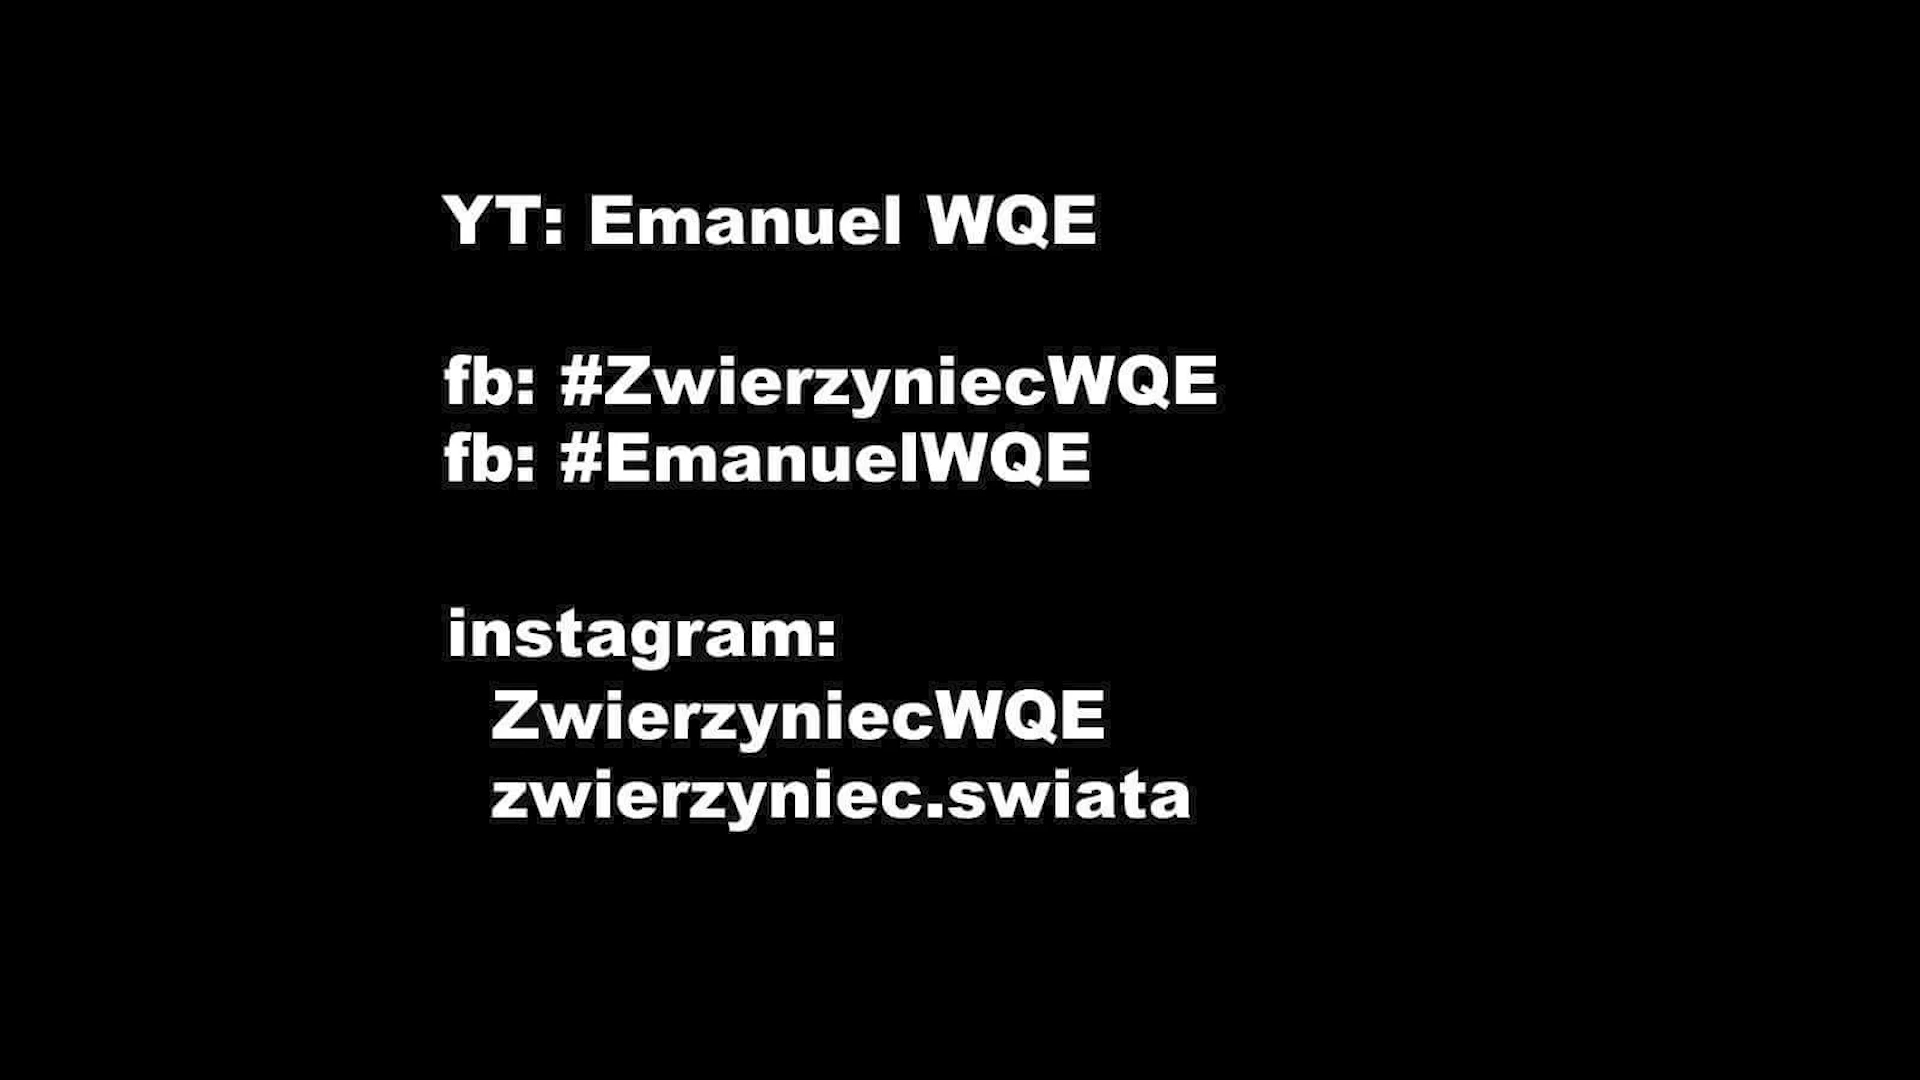 YT: Emanuel WQE
fb: #ZwierzyniecWQE
fb: #EmanuelWQE
instagram:
ZwierzyniecWQE
zwierzyniec.swiata